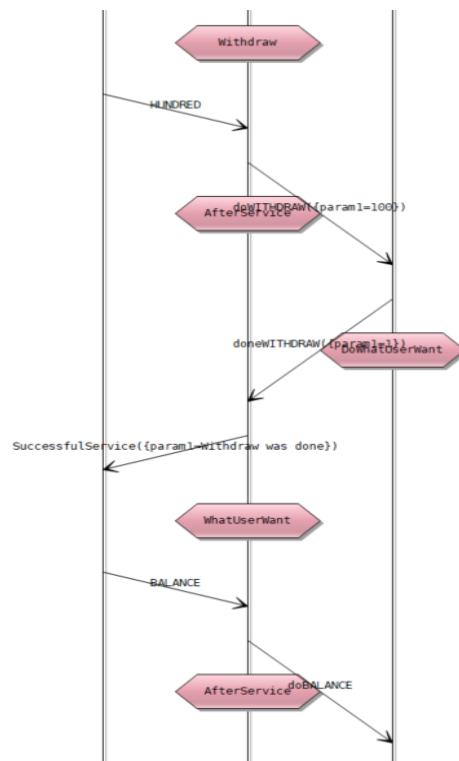 Withdraw
HUNDRED
doWITHDRAW({param1=100})
AfterService
doneWITHDRAW({param1=1})
DoWhatUserWant
SuccessfulService({param1=Withdraw was done})
WhatUserWant
BALANCE
doBALANCE
AfterService